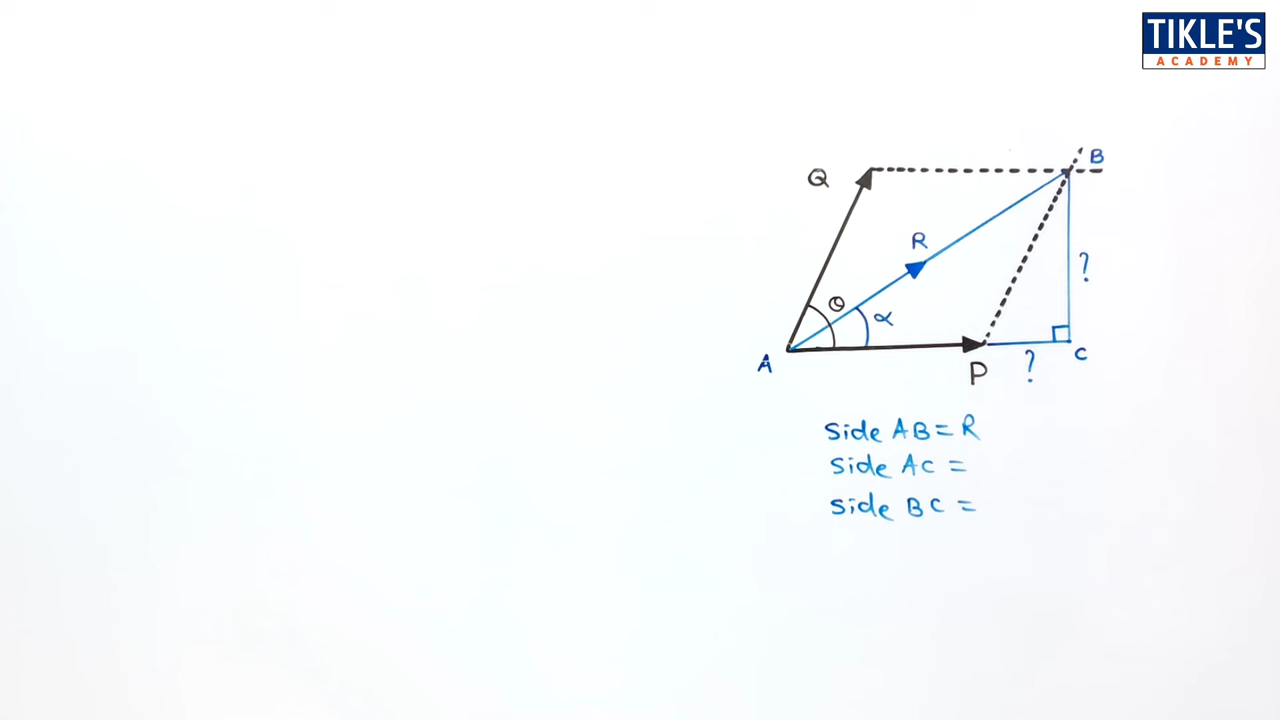 TIKLE'S
ACADEMY
B
Q
R
?
θ
α
A
P
?
C
Side AB = R
Side AC =
Side BC =